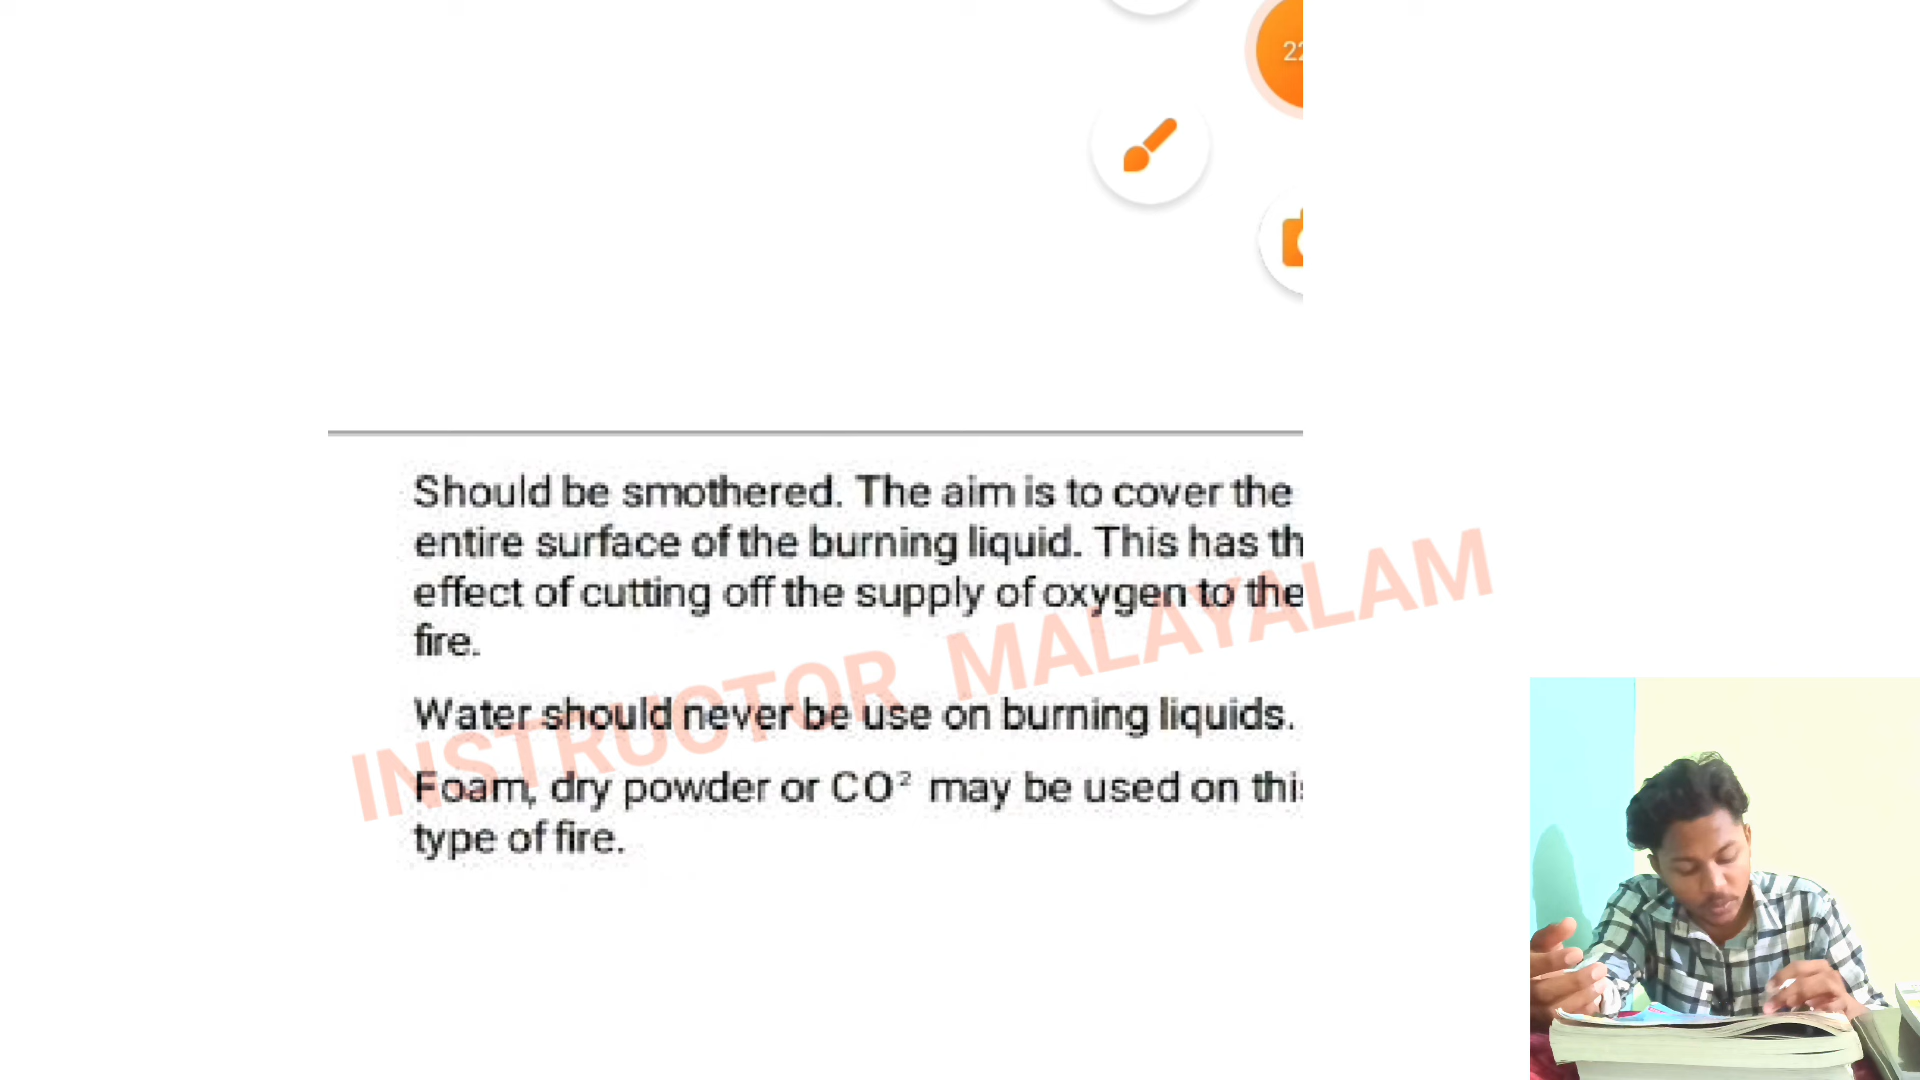 22
Should be smothered. The aim is to cover the
entire surface of the burning liquid. This has th
effect of cutting off the supply of oxygen to the
fire.
Water should never be use on burning liquids.
Foam, dry powder or CO² may be used on this
type of fire.
INSTRUCTOR MALAYALAM